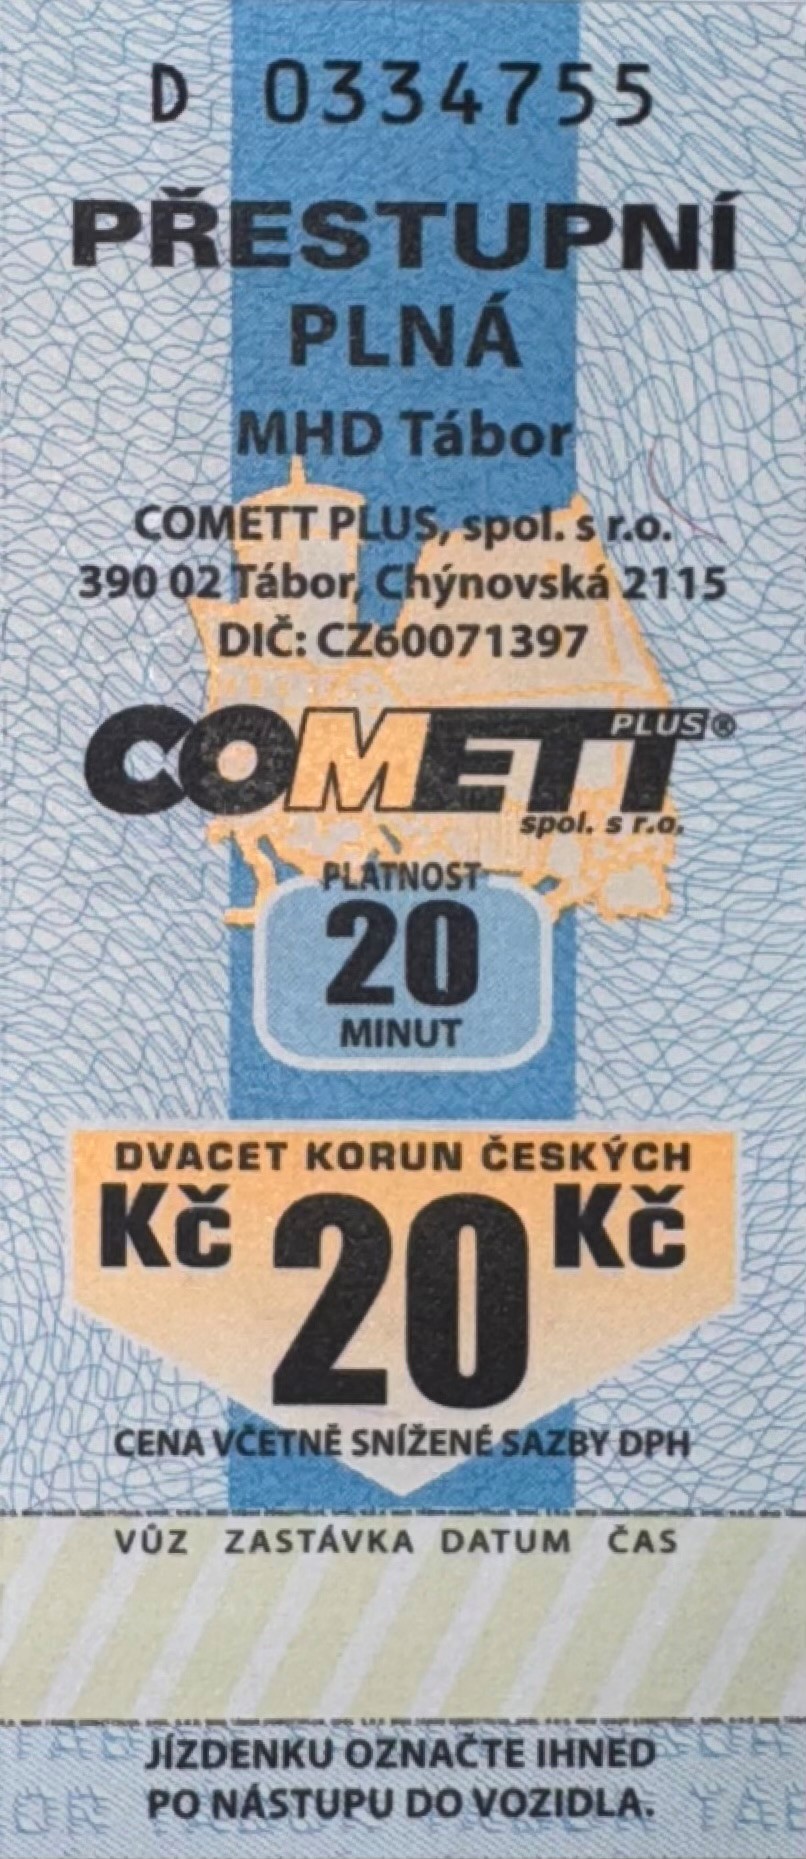 D 0334755
PŘESTUPNÍ
PLNÁ
MHD Tábor
COMETT PLUS, spol. s r.o.
390 02 Tábor, Chýnovská 2115
DIČ: CZ60071397
COMETT PLUS®
spol. s r.o.
PLATNOST
20
MINUT
DVACET KORUN ČESKÝCH
Kč 20 Kč
CENA VČETNĚ SNÍŽENÉ SAZBY DPH
VŮZ ZASTÁVKA DATUM ČAS
JÍZDENKU OZNAČTE IHNED
PO NÁSTUPU DO VOZIDLA.